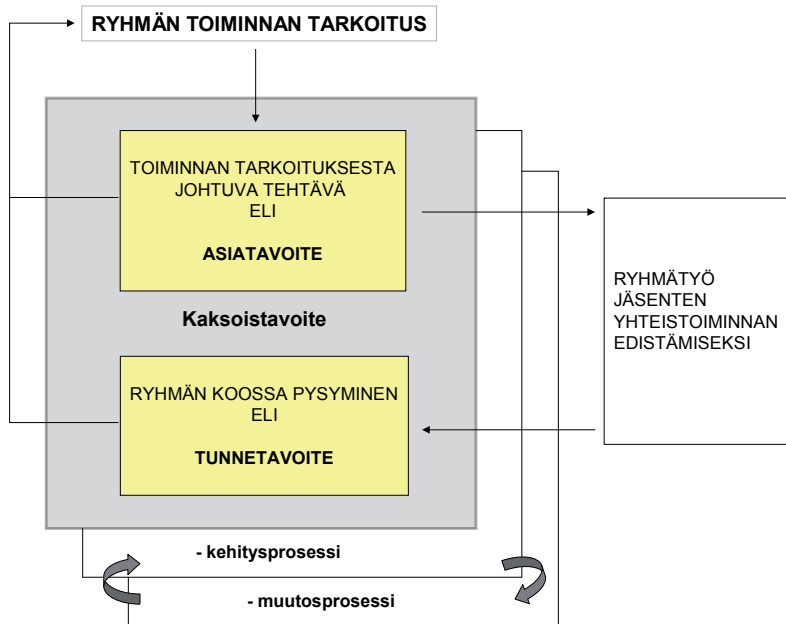 RYHMÄN TOIMINNAN TARKOITUS
TOIMINNAN TARKOITUKSESTA
JOHTUVA TEHTÄVÄ
ELI
ASIATAVOITE
Kaksoistavoite
RYHMÄN KOOSSA PYSYMINEN
ELI
TUNNETAVOITE
RYHMÄTYÖ
JÄSENTEN
YHTEISTOIMINNAN
EDISTÄMISEKSI
- kehitysprosessi
- muutosprosessi